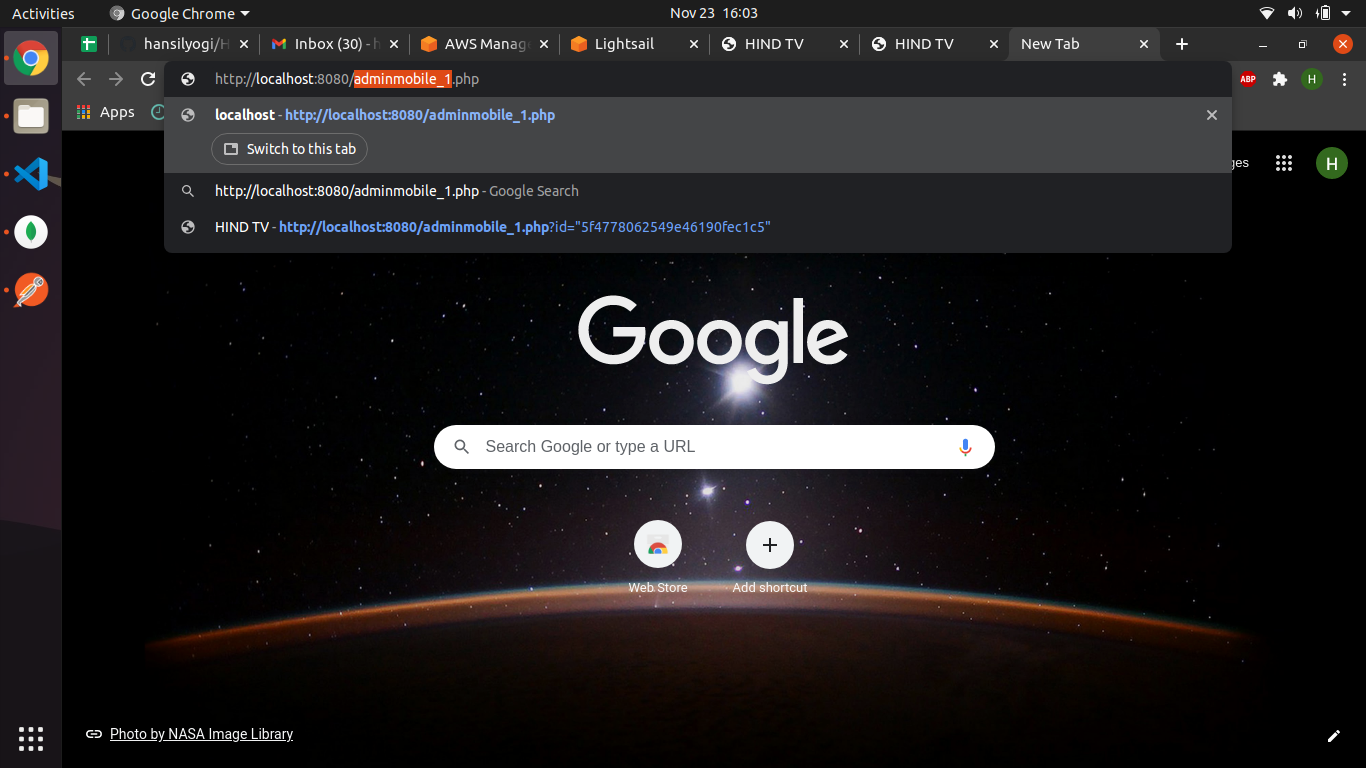 Activities
Google Chrome
Nov 23 16:03
hansilyogi/H
Inbox (30) - h
AWS Manag
Lightsail
HIND TV
HIND TV
New Tab
http://localhost:8080/adminmobile_1.php
ABP
H
Apps
localhost - http://localhost:8080/adminmobile_1.php
Switch to this tab
ges
H
http://localhost:8080/adminmobile_1.php - Google Search
HIND TV - http://localhost:8080/adminmobile_1.php?id="5f4778062549e46190fec1c5"
Google
Search Google or type a URL
Web Store
Add shortcut
Photo by NASA Image Library